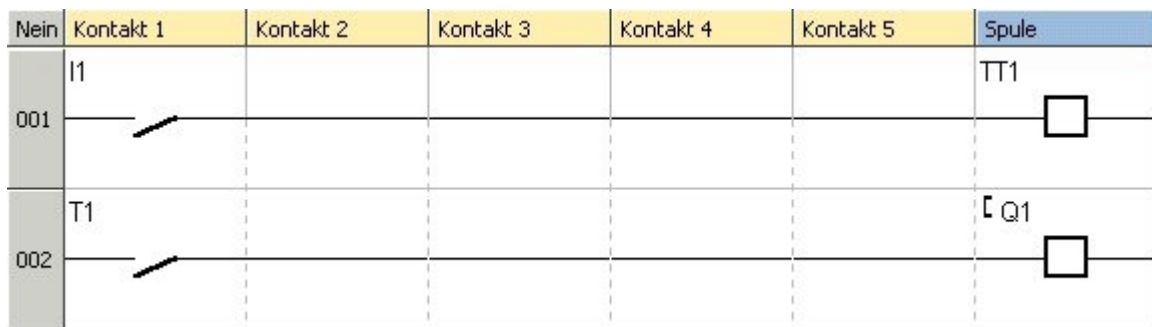 Nein Kontakt 1 Kontakt 2 Kontakt 3 Kontakt 4 Kontakt 5 Spule
I1 TT1
001
T1 [ Q1
002